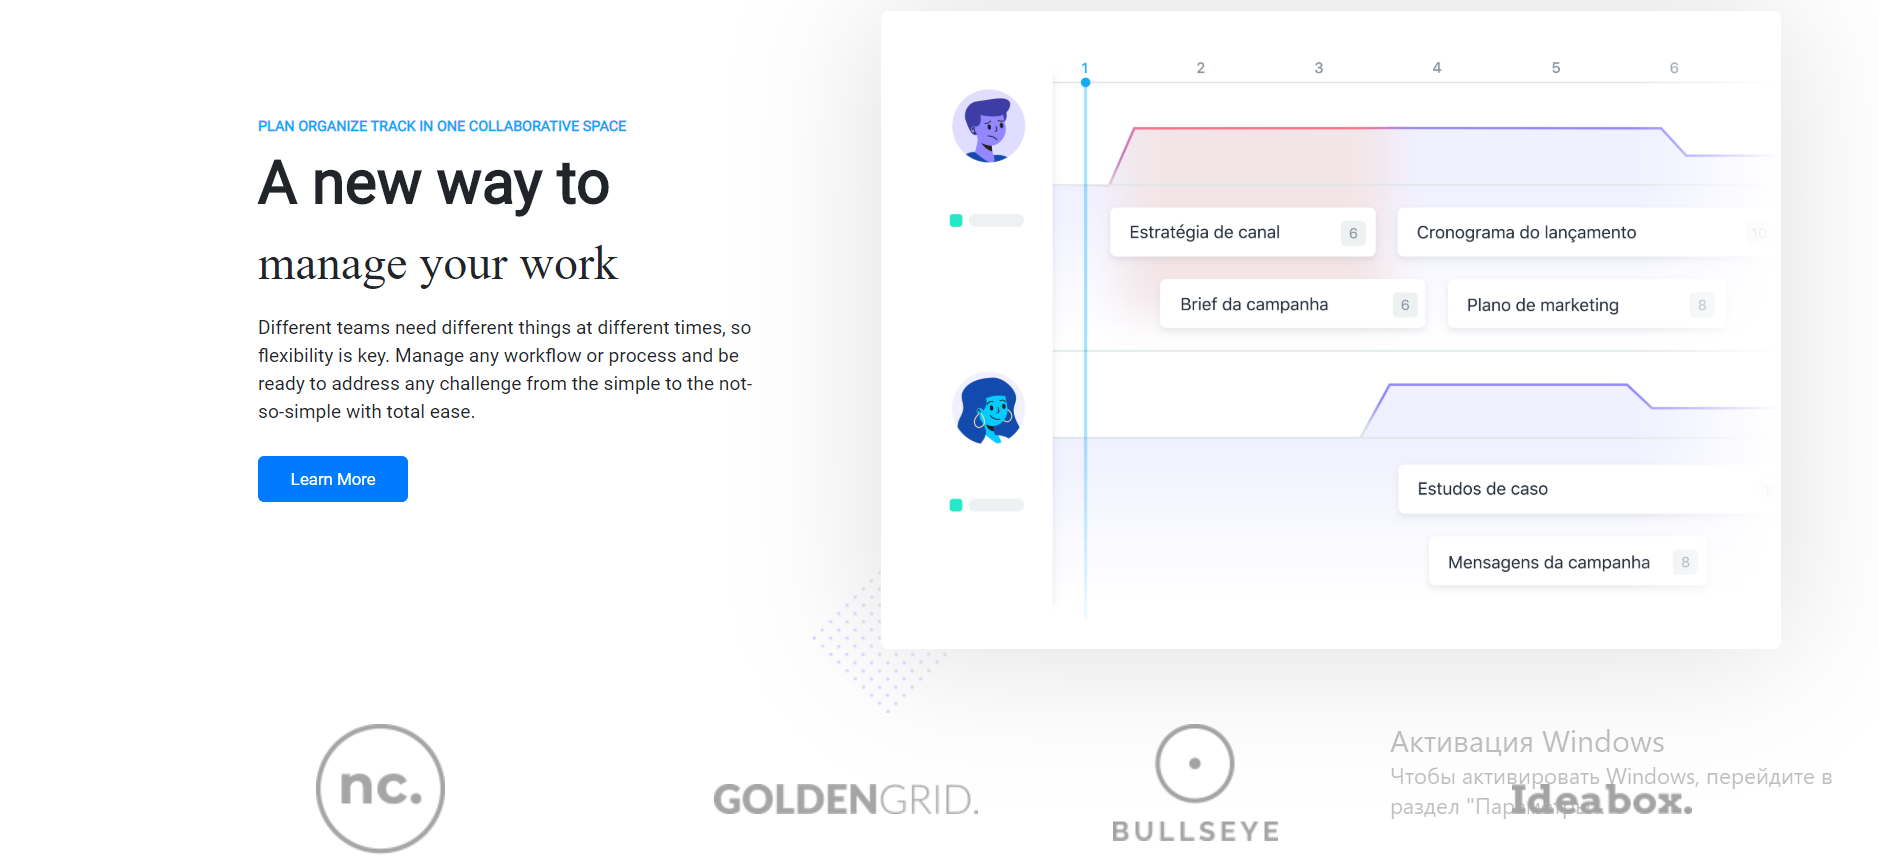 PLAN ORGANIZE TRACK IN ONE COLLABORATIVE SPACE
A new way to
manage your work
Different teams need different things at different times, so
flexibility is key. Manage any workflow or process and be
ready to address any challenge from the simple to the not-
so-simple with total ease.
Learn More
1 2 3 4 5 6
Estratégia de canal 6
Cronograma do lançamento 10
Brief da campanha 6
Plano de marketing 8
Estudos de caso
Mensagens da campanha 8
nc.
GOLDENGRID.
BULLSEYE
Ideabox.
Активация Windows
Чтобы активировать Windows, перейдите в
раздел "Параметры".